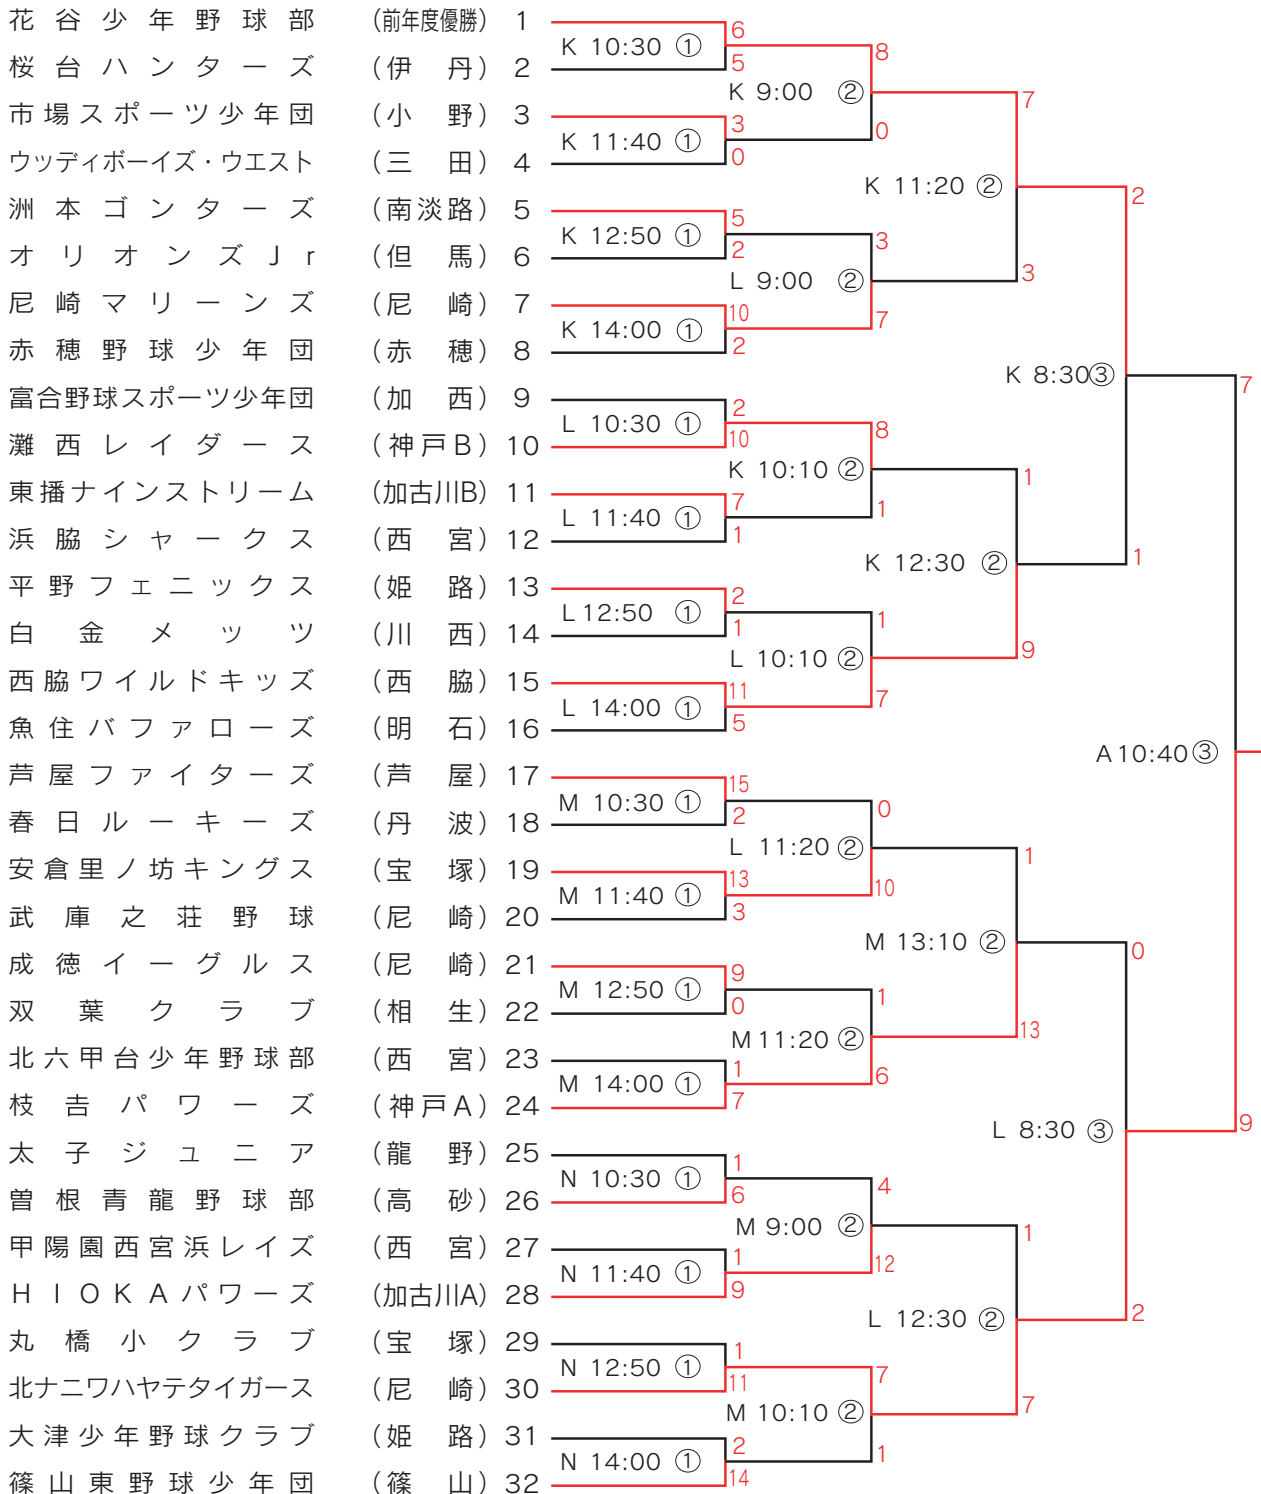 花谷少年野球部 (前年度優勝) 1
桜台ハンターズ (伊丹) 2
市場スポーツ少年団 (小野) 3
ウッディボーイズ・ウエスト (三田) 4
洲本ゴンターズ (南淡路) 5
オリオンズJr (但馬) 6
尼崎マリーンズ (尼崎) 7
赤穂野球少年団 (赤穂) 8
富合野球スポーツ少年団 (加西) 9
灘西レイダース (神戸B) 10
東播ナインストリーム (加古川B) 11
浜脇シャークス (西宮) 12
平野フェニックス (姫路) 13
白金メッツ (川西) 14
西脇ワイルドキッズ (西脇) 15
魚住バファローズ (明石) 16
芦屋ファイターズ (芦屋) 17
春日ルーキーズ (丹波) 18
安倉里ノ坊キングス (宝塚) 19
武庫之荘野球 (尼崎) 20
成徳イーグルス (尼崎) 21
双葉クラブ (相生) 22
北六甲台少年野球部 (西宮) 23
枝吉パワーズ (神戸A) 24
太子ジュニア (龍野) 25
曽根青龍野球部 (高砂) 26
甲陽園西宮浜レイズ (西宮) 27
HIOKAパワーズ (加古川A) 28
丸橋小クラブ (宝塚) 29
北ナニワハヤテタイガース (尼崎) 30
大津少年野球クラブ (姫路) 31
篠山東野球少年団 (篠山) 32
K 10:30 ①
6
5
K 11:40 ①
3
0
K 12:50 ①
5
2
K 14:00 ①
10
2
L 10:30 ①
2
10
L 11:40 ①
7
1
L 12:50 ①
2
1
L 14:00 ①
11
5
M 10:30 ①
15
2
M 11:40 ①
13
3
M 12:50 ①
9
0
M 14:00 ①
1
7
N 10:30 ①
1
6
N 11:40 ①
1
9
N 12:50 ①
1
11
N 14:00 ①
2
14
K 9:00 ②
8
0
L 9:00 ②
3
7
K 10:10 ②
8
1
L 10:10 ②
1
7
L 11:20 ②
0
10
M 11:20 ②
1
6
M 9:00 ②
4
12
M 10:10 ②
7
1
K 11:20 ②
7
3
K 12:30 ②
1
9
M 13:10 ②
1
13
L 12:30 ②
1
7
K 8:30③
2
1
L 8:30 ③
0
2
A 10:40 ③
7
9